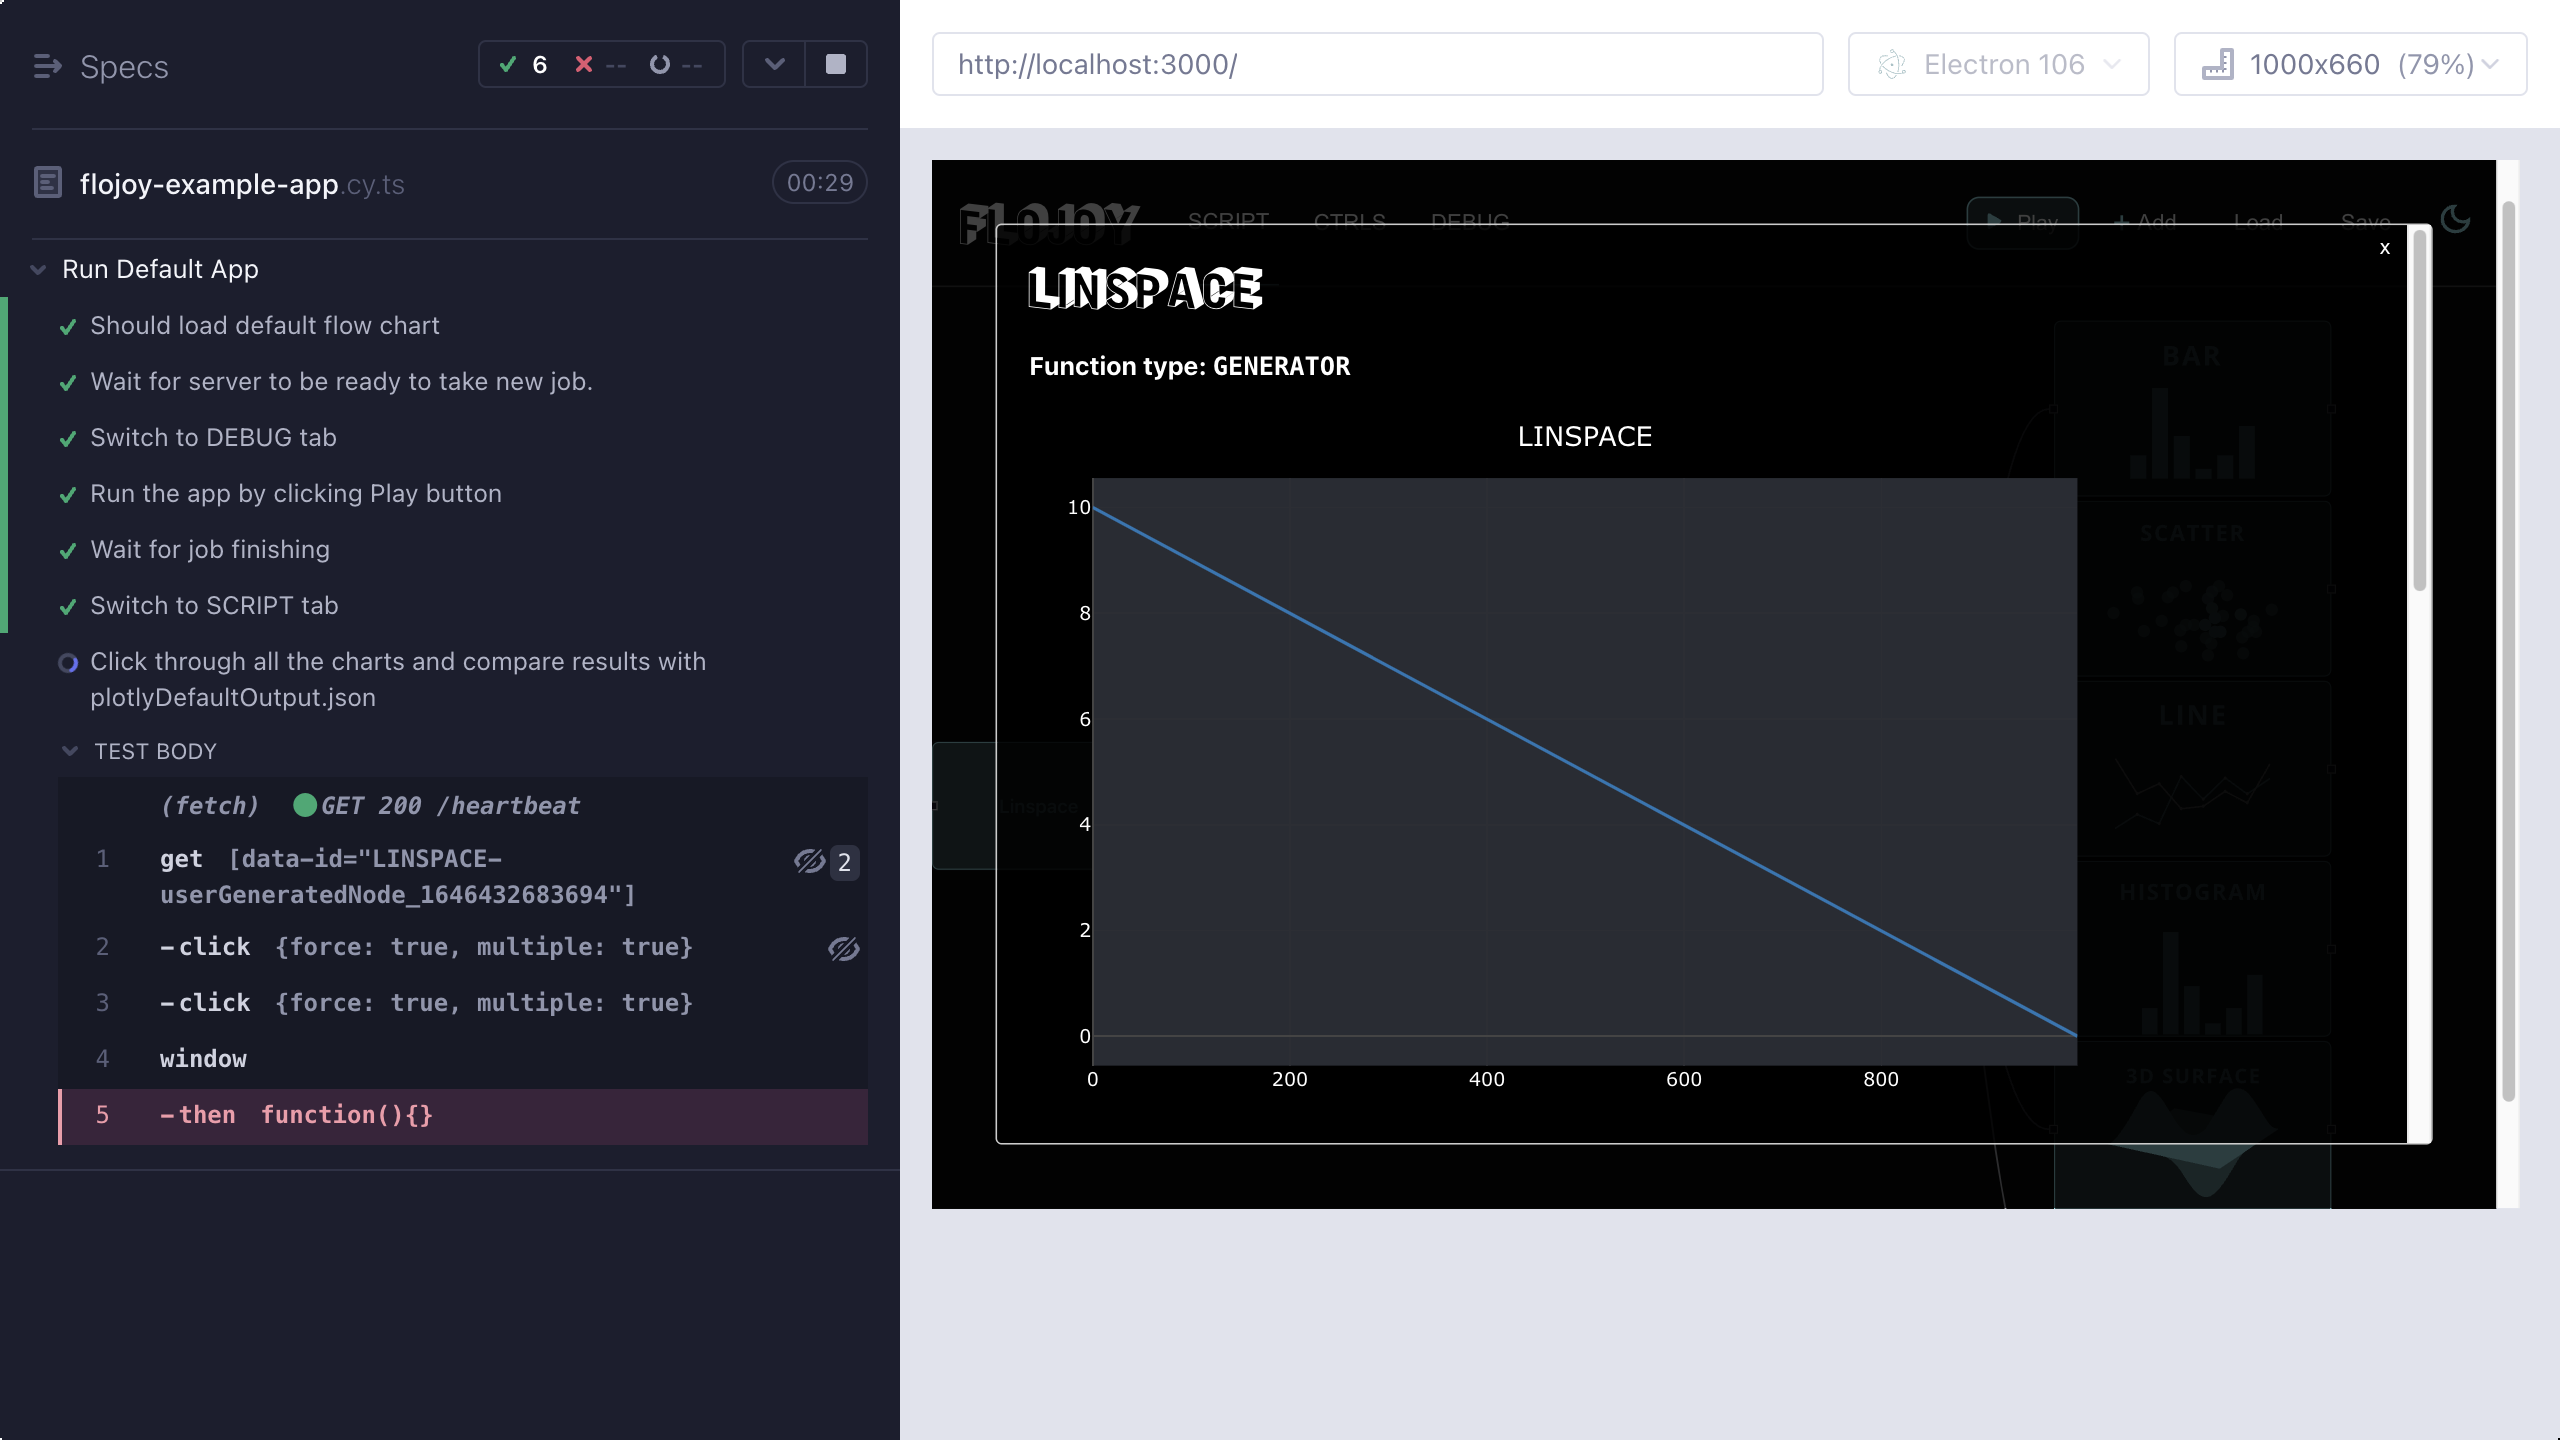 Specs
6 -- --
flojoy-example-app.cy.ts
00:29
Run Default App
Should load default flow chart
Wait for server to be ready to take new job.
Switch to DEBUG tab
Run the app by clicking Play button
Wait for job finishing
Switch to SCRIPT tab
Click through all the charts and compare results with
plotlyDefaultOutput.json
TEST BODY
(fetch) GET 200 /heartbeat
1 get [data-id="LINSPACE-
userGeneratedNode_1646432683694"]
2
2 -click {force: true, multiple: true}
3 -click {force: true, multiple: true}
4 window
5 -then function(){}
http://localhost:3000/
Electron 106
1000x660 (79%)
FLOJOY
SCRIPT CTRLS DEBUG
Play + Add Load Save
x
LINSPACE
Function type: GENERATOR
LINSPACE
10
8
6
4
2
0
0 200 400 600 800
Linspace
BAR
SCATTER
LINE
HISTOGRAM
3D SURFACE